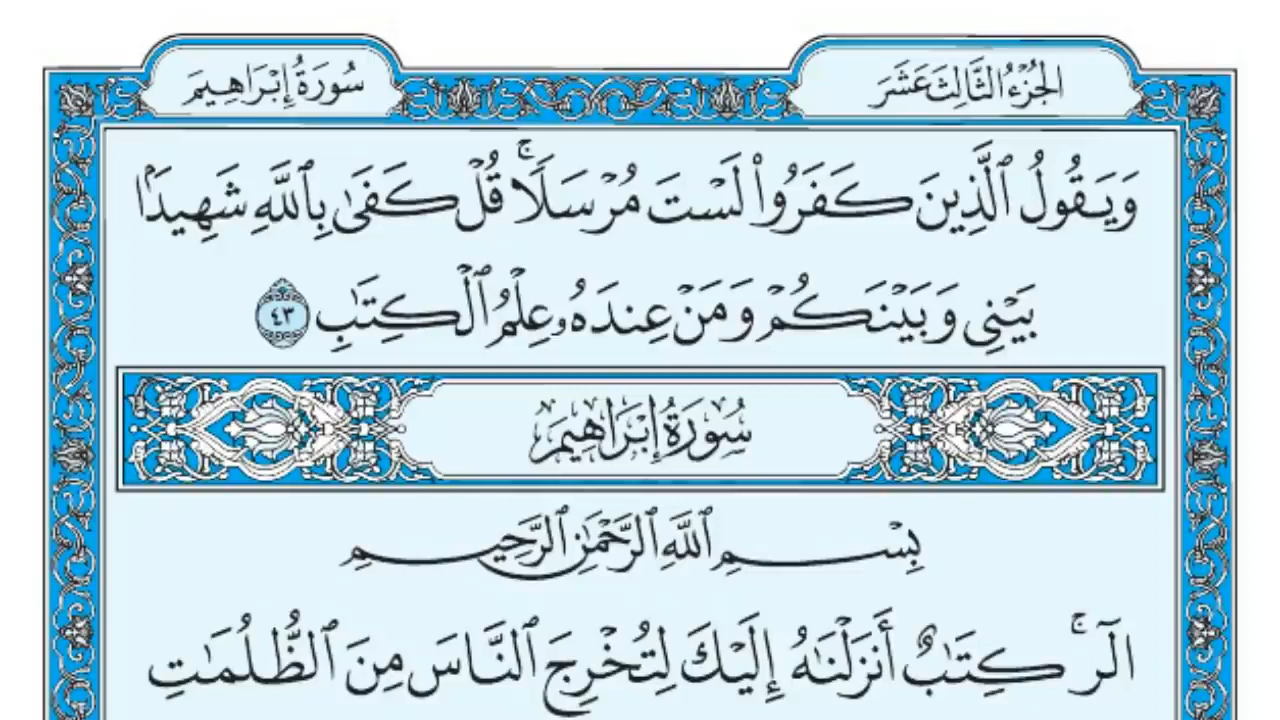 الجُزْءُ الثَّالِثَ عَشَرَ
سُورَةُ إِبْرَاهِيمَ
وَيَقُولُ ٱلَّذِينَ كَفَرُوا۟ لَسْتَ مُرْسَلًاۚ قُلْ كَفَىٰ بِٱللَّهِ شَهِيدًۢا
بَيْنِي وَبَيْنَكُمْ وَمَنْ عِندَهُۥ عِلْمُ ٱلْكِتَٰبِ ٤٣
سُورَةُ إِبْرَاهِيمَ
بِسْمِ ٱللَّهِ ٱلرَّحْمَٰنِ ٱلرَّحِيمِ
الٓرۚ كِتَٰبٌ أَنزَلْنَٰهُ إِلَيْكَ لِتُخْرِجَ ٱلنَّاسَ مِنَ ٱلظُّلُمَٰتِ